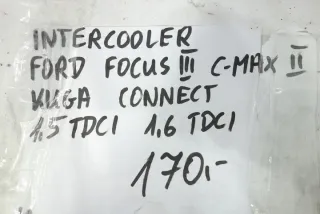 INTERCOOLER
FORD FOCUS III C-MAX II
KUGA CONNECT
1,5 TDCI 1,6 TDCI
170,-